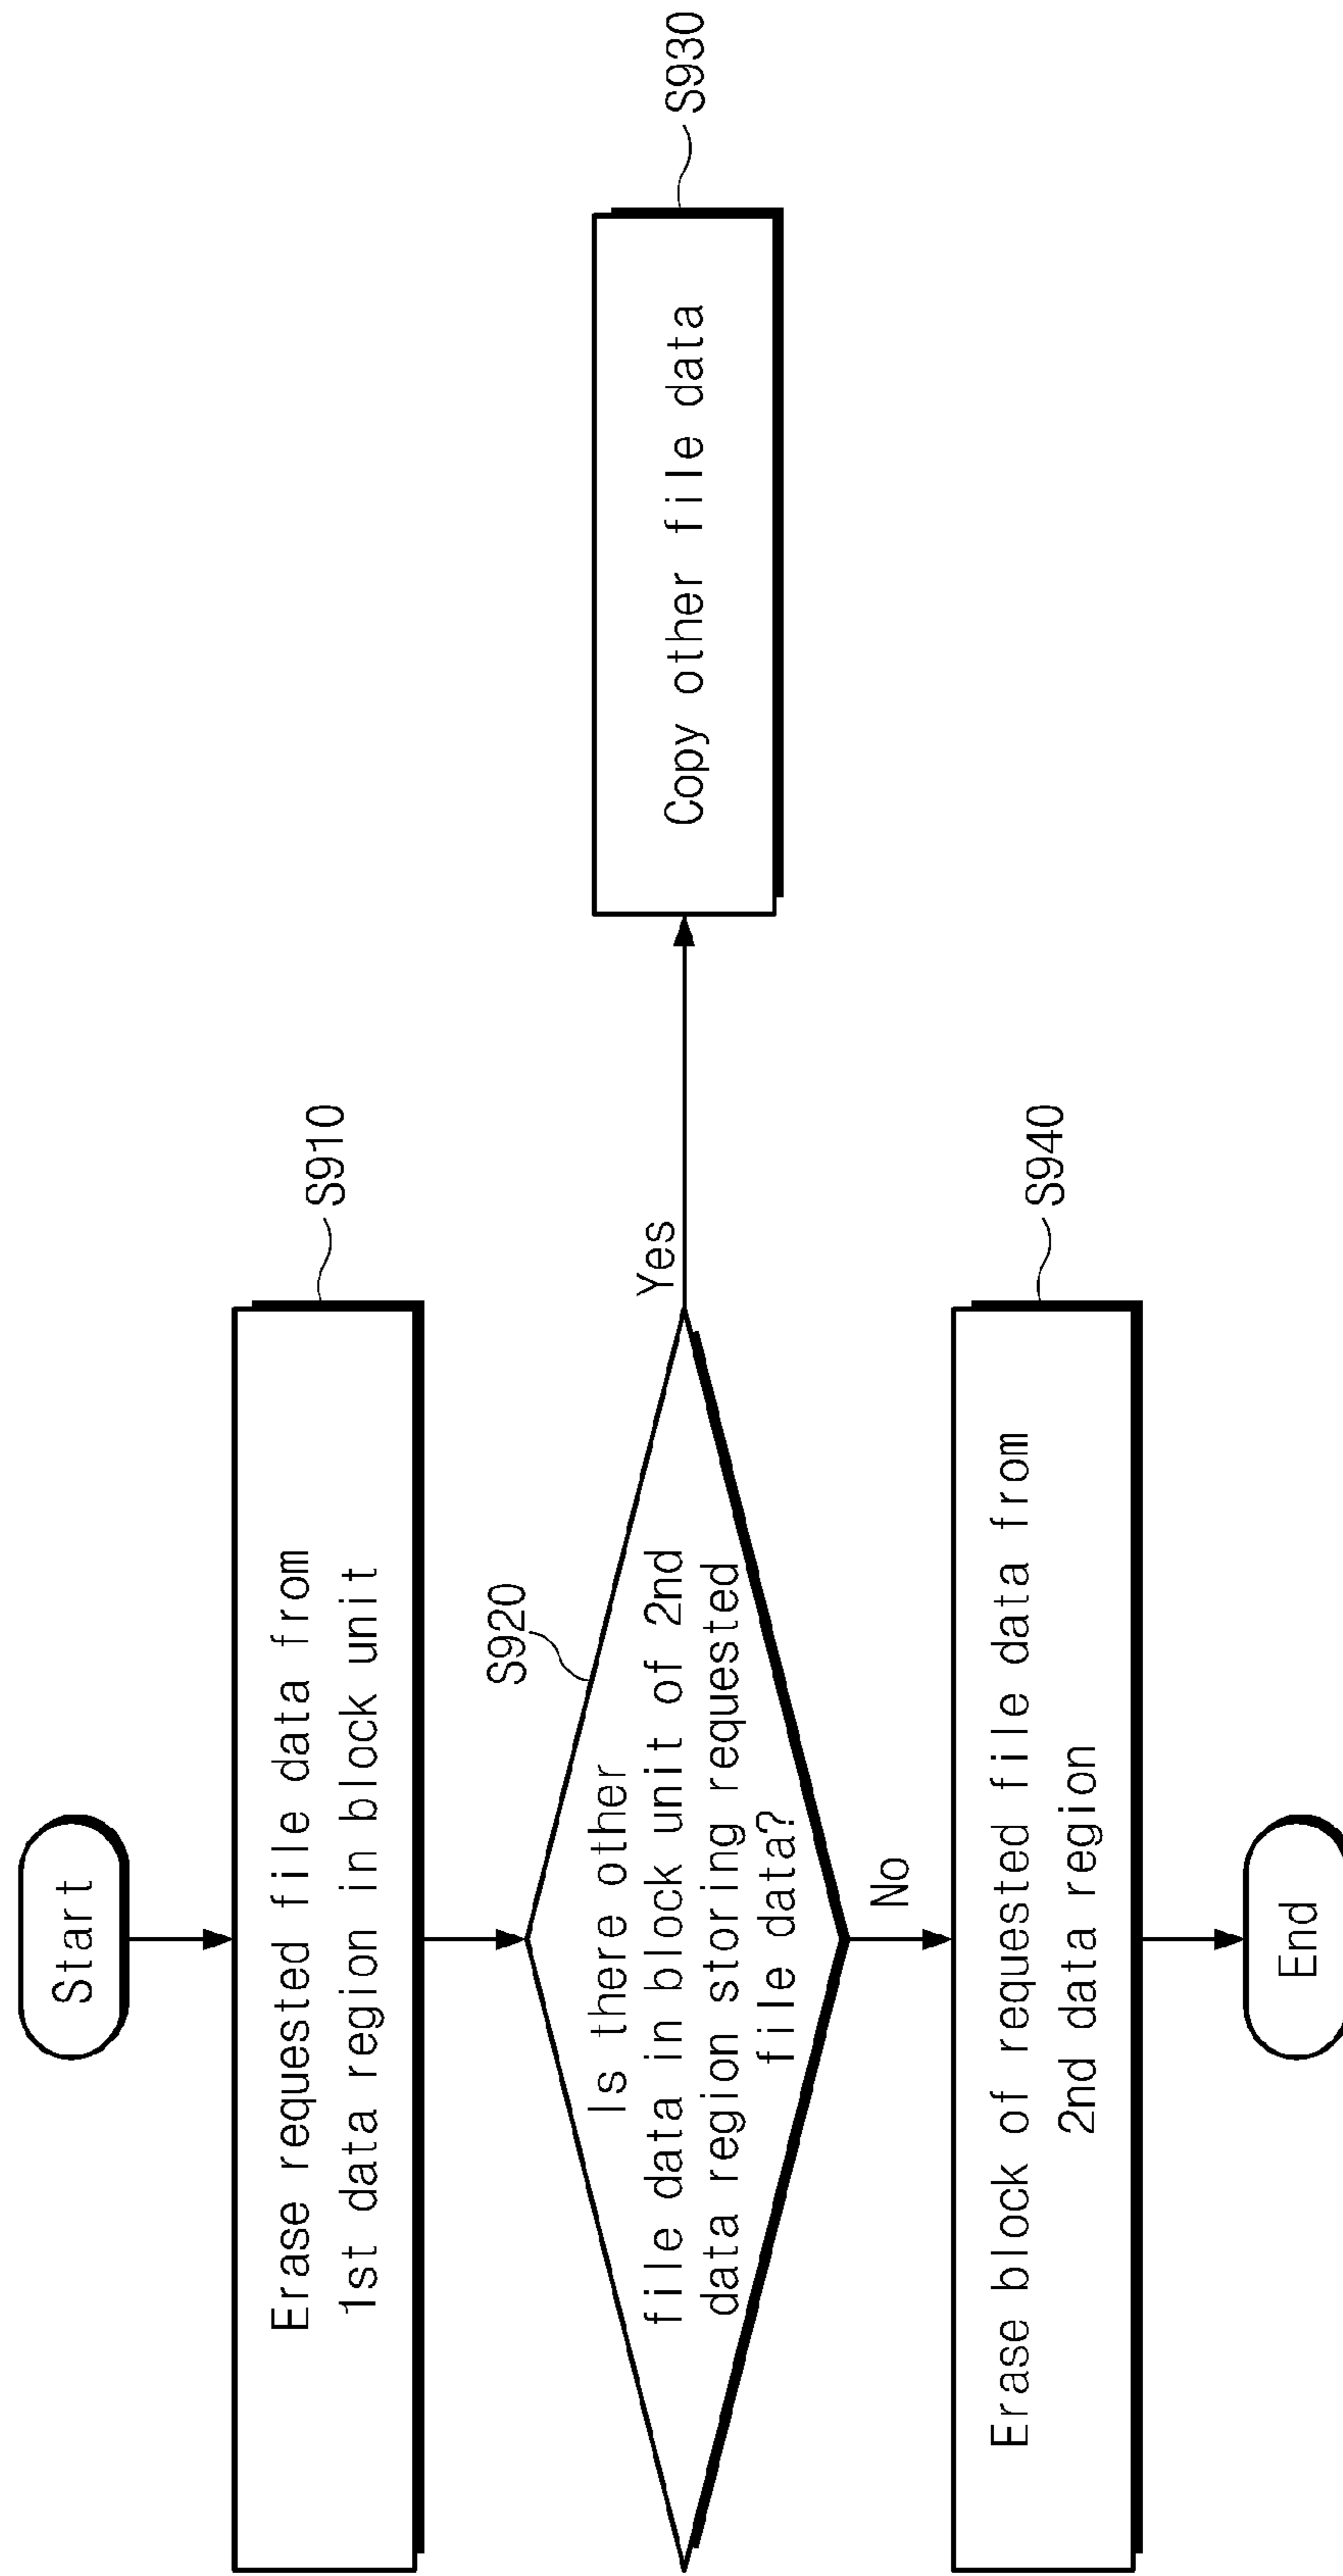 Start
Erase requested file data from
1st data region in block unit
S910
S920
Is there other
file data in block unit of 2nd
data region storing requested
file data?
Yes
Copy other file data
S930
No
Erase block of requested file data from
2nd data region
S940
End